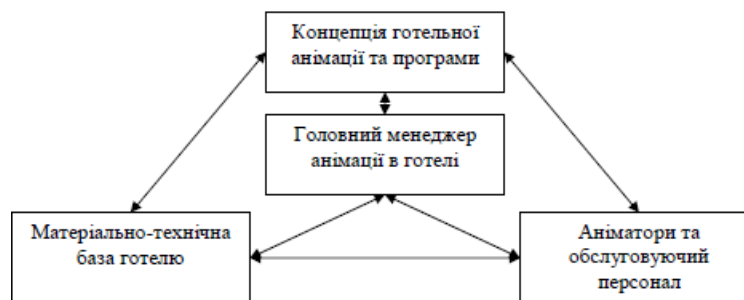 Концепція готельної
анімації та програми
Головний менеджер
анімації в готелі
Матеріально-технічна
база готелю
Аніматори та
обслуговуючий
персонал